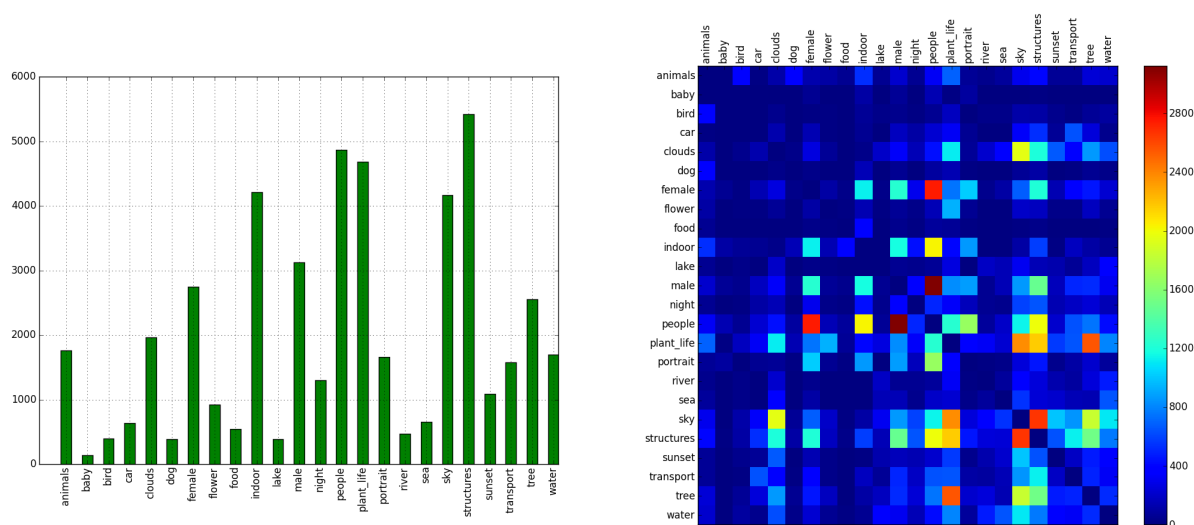 6000
5000
4000
3000
2000
1000
0
animals
baby
bird
car
clouds
dog
female
flower
food
indoor
lake
male
night
people
plant_life
portrait
river
sea
sky
structures
sunset
transport
tree
water
animals
baby
bird
car
clouds
dog
female
flower
food
indoor
lake
male
night
people
plant_life
portrait
river
sea
sky
structures
sunset
transport
tree
water
animals
baby
bird
car
clouds
dog
female
flower
food
indoor
lake
male
night
people
plant_life
portrait
river
sea
sky
structures
sunset
transport
tree
water
2800
2400
2000
1600
1200
800
400
0